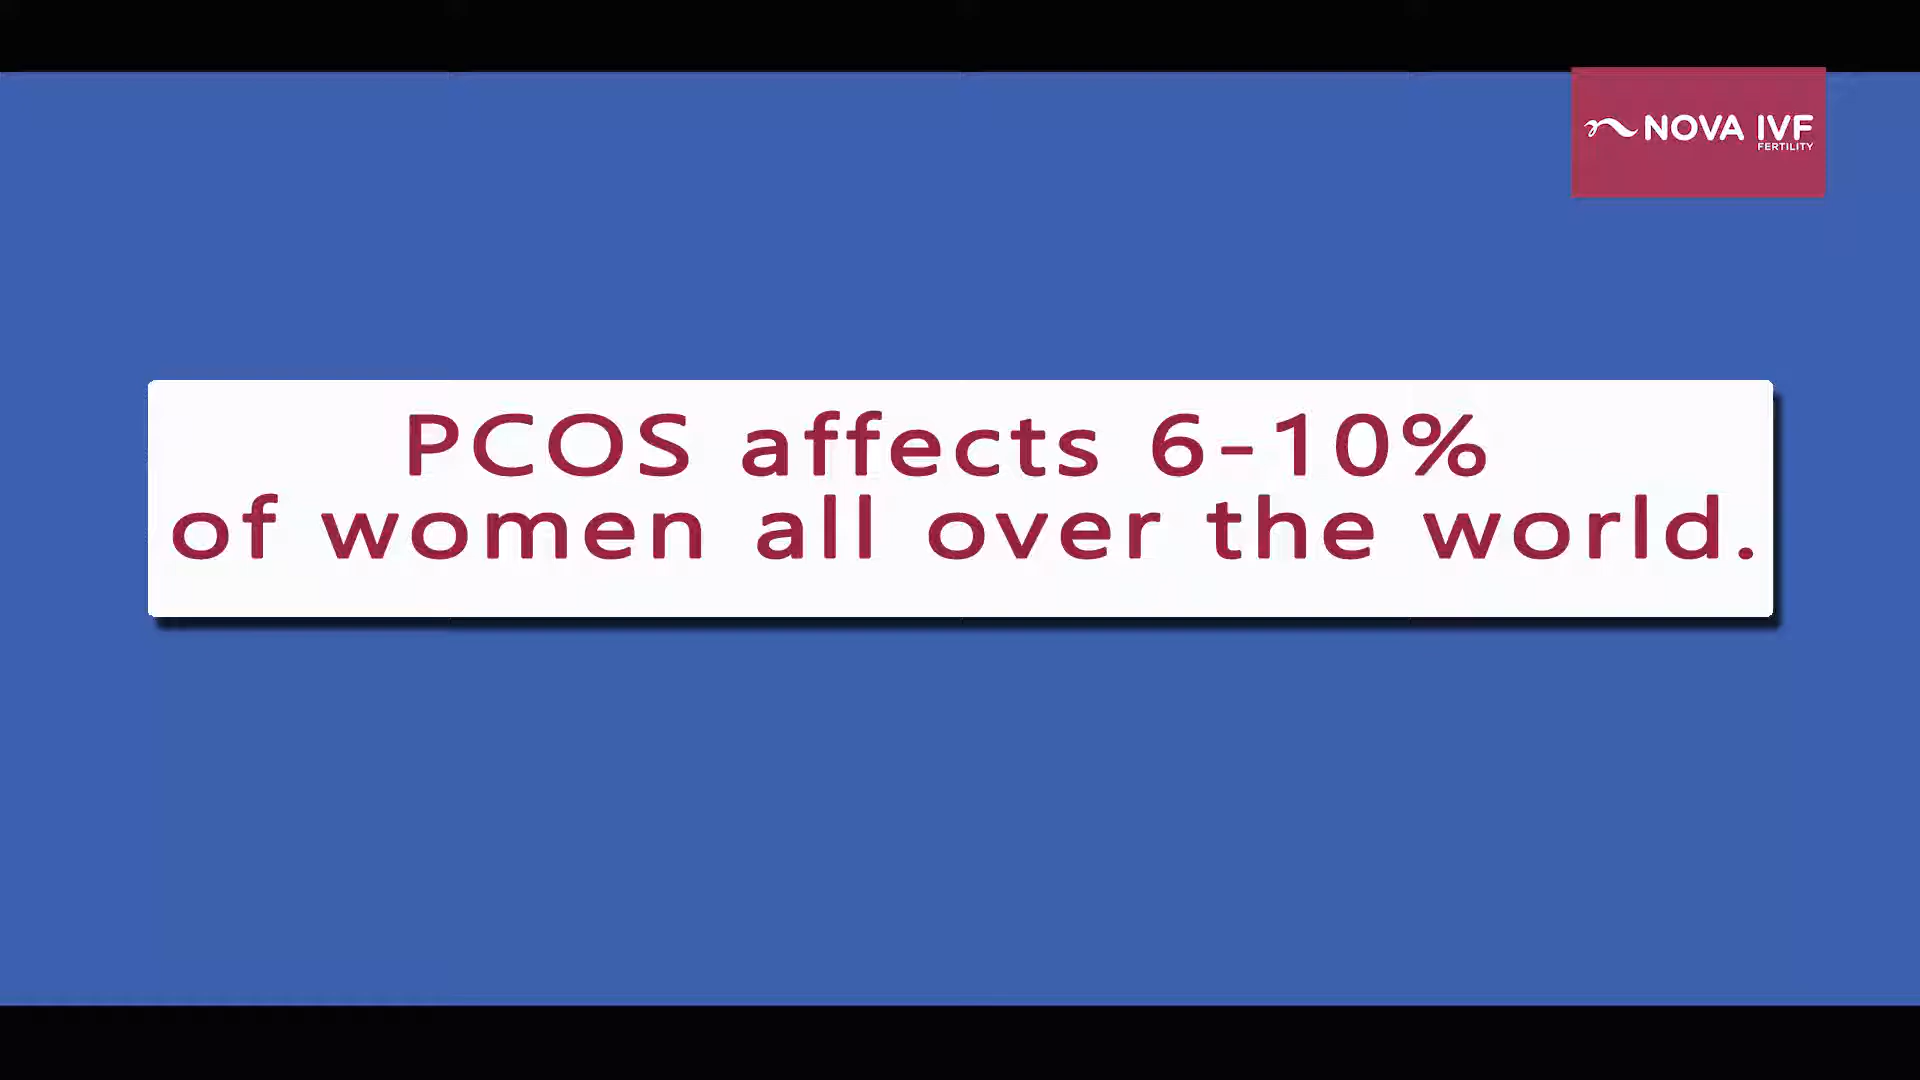 NOVA IVF
FERTILITY
PCOS affects 6-10%
of women all over the world.